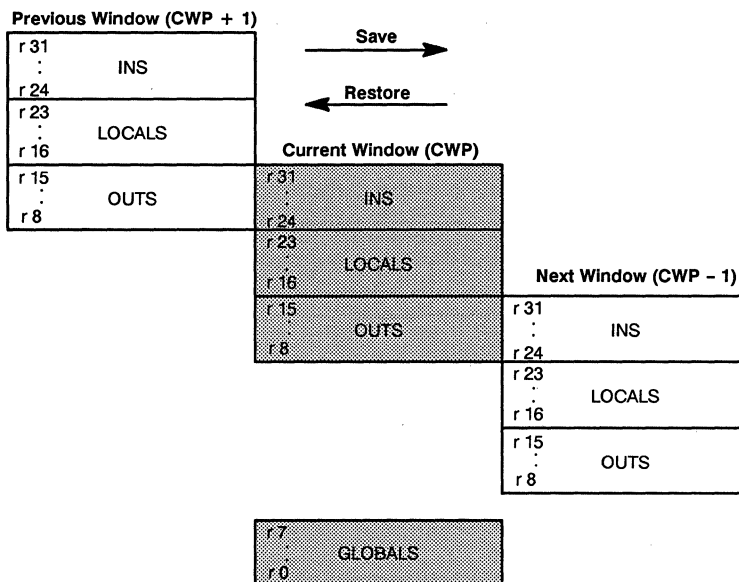 Previous Window (CWP + 1)
r 31
:
r 24
INS
r 23
:
r 16
LOCALS
r 15
:
r 8
OUTS
Save
Restore
Current Window (CWP)
r 31
:
r 24
INS
r 23
:
r 16
LOCALS
r 15
:
r 8
OUTS
Next Window (CWP – 1)
r 31
:
r 24
INS
r 23
:
r 16
LOCALS
r 15
:
r 8
OUTS
r 7
:
r 0
GLOBALS